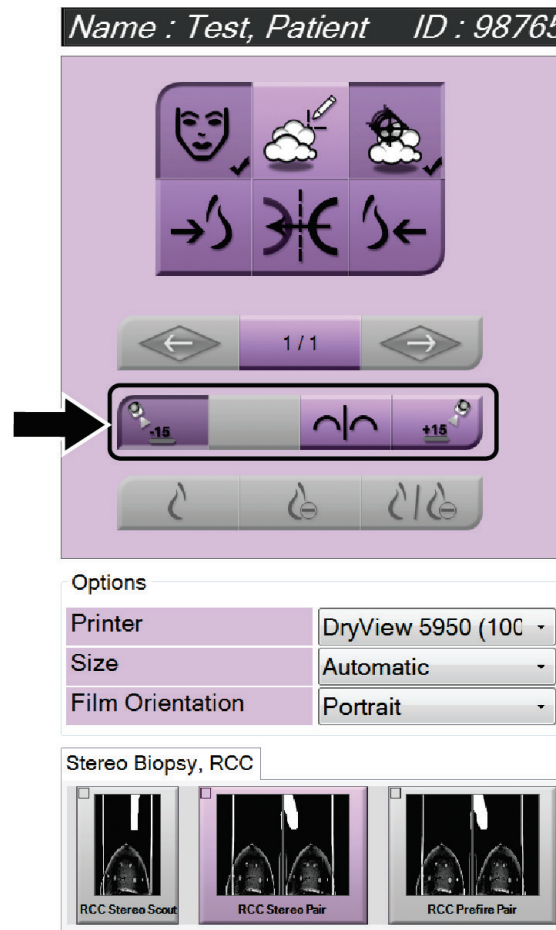 Name : Test, Patient ID : 98765
1 / 1
-15
+15
Options
Printer DryView 5950 (100
Size Automatic
Film Orientation Portrait
Stereo Biopsy, RCC
RCC Stereo Scout RCC Stereo Pair RCC Prefire Pair